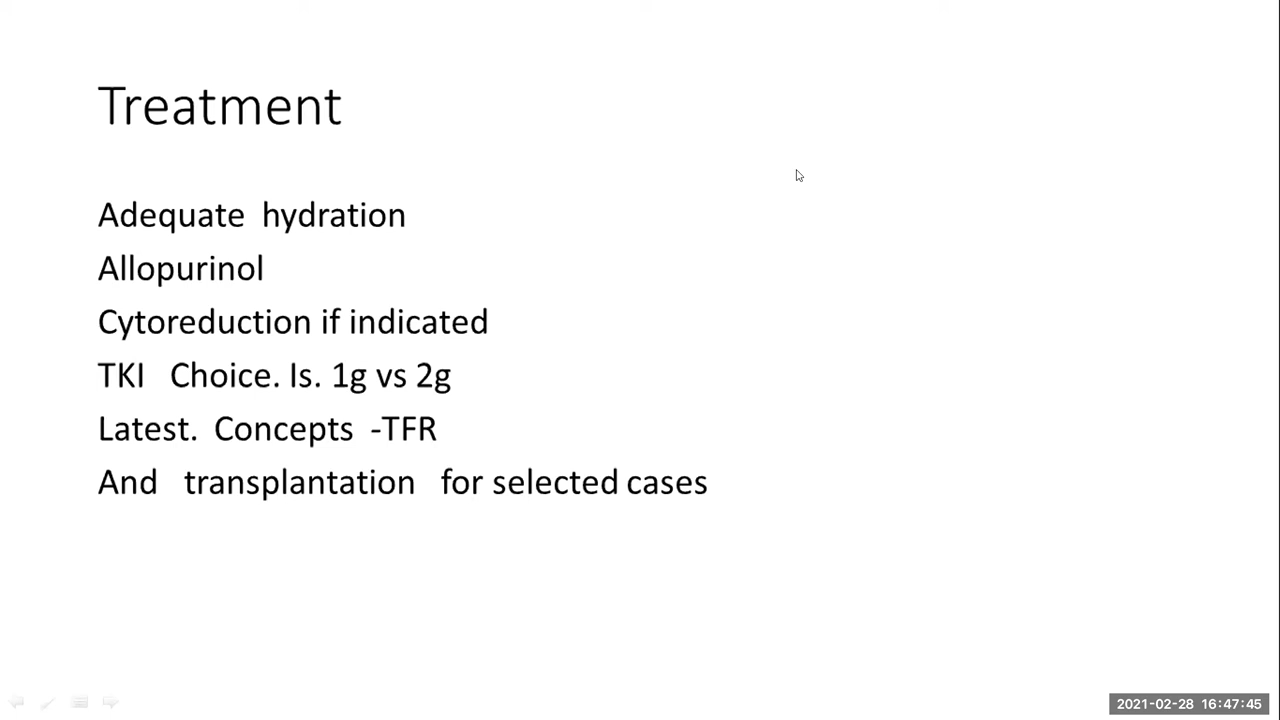 Treatment
Adequate  hydration
Allopurinol
Cytoreduction if indicated
TKI   Choice. Is. 1g vs 2g
Latest.  Concepts  -TFR
And   transplantation   for selected cases
2021-02-28  16:47:45